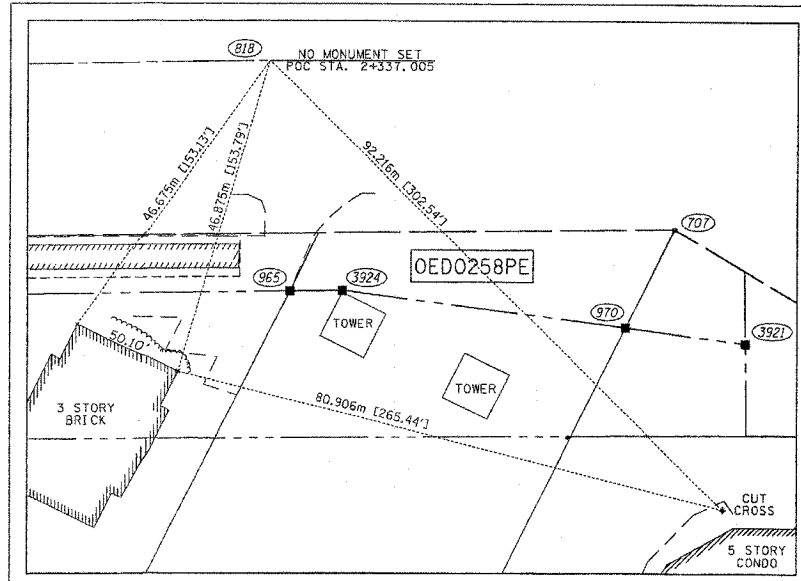 818
NO MONUMENT SET
POC STA. 2+337.005
46.675m [153.13']
46.875m [153.79']
92.216m [302.54']
707
OED0258PE
965
3924
970
3921
TOWER
TOWER
50.10'
3 STORY
BRICK
80.906m [265.44']
CUT
CROSS
5 STORY
CONDO